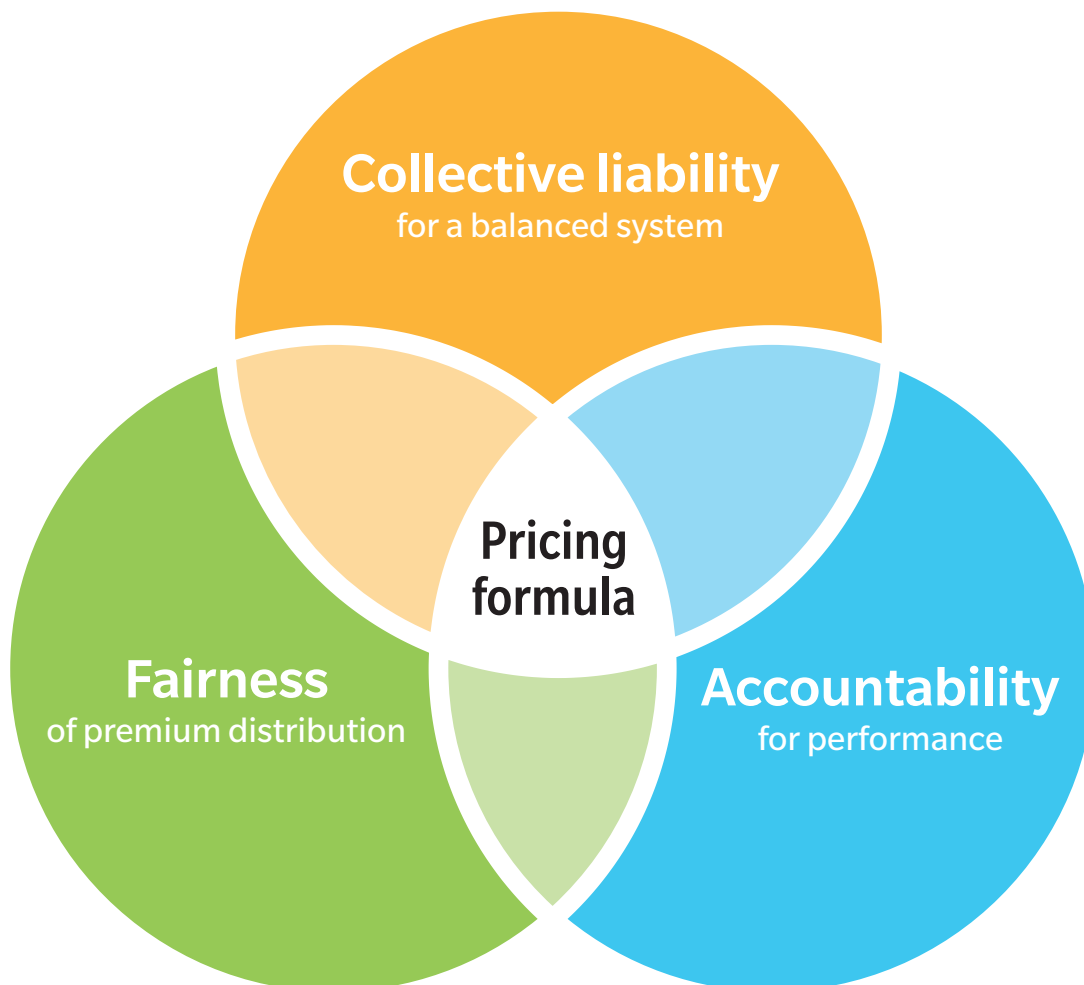 Collective liability
for a balanced system
Pricing
formula
Fairness
of premium distribution
Accountability
for performance